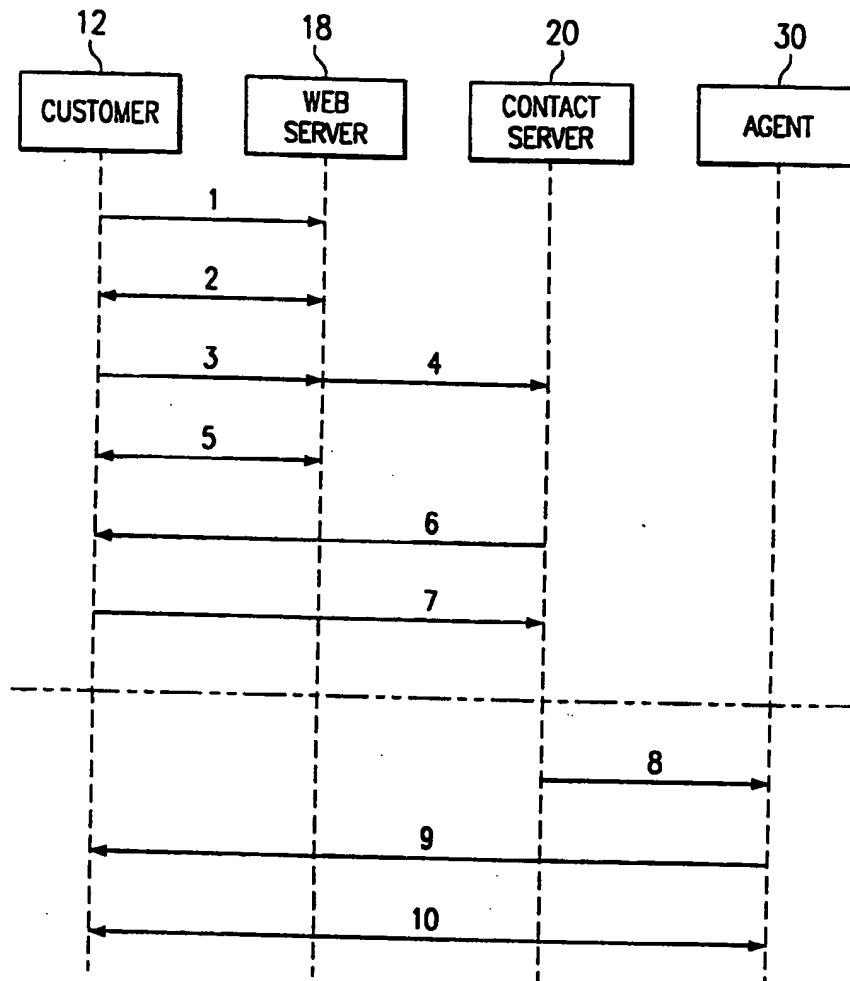 12 18 20 30
CUSTOMER
WEB
SERVER
CONTACT
SERVER
AGENT
1
2
3 4
5
6
7
8
9
10